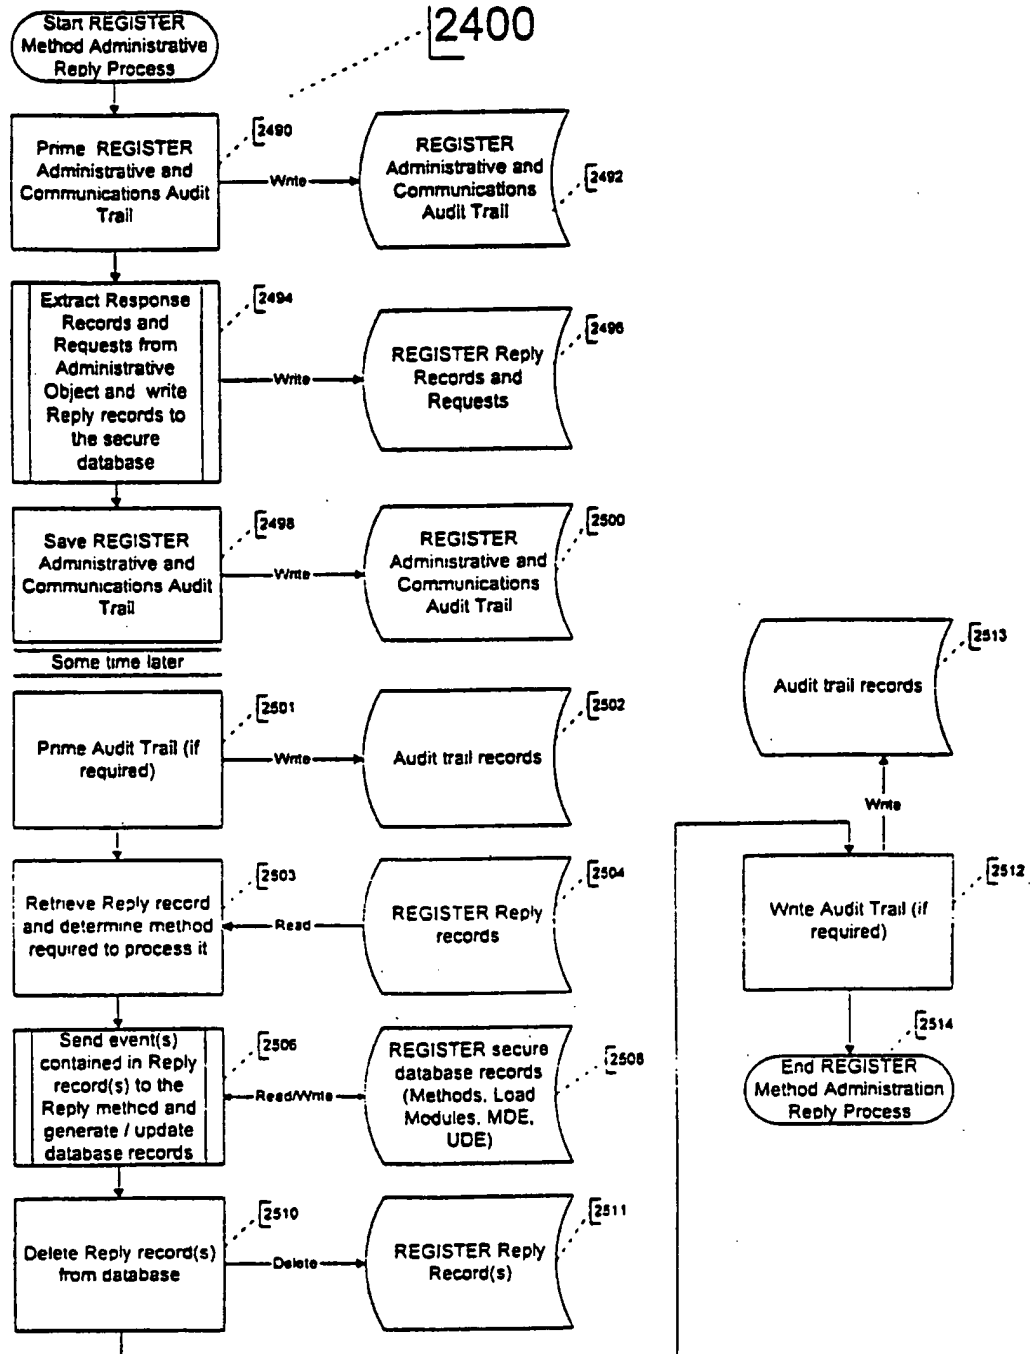 Start REGISTER
Method Administrative
Reply Process
2400
Prime REGISTER
Administrative and
Communications Audit
Trail
2490
Write
REGISTER
Administrative and
Communications
Audit Trail
2492
Extract Response
Records and
Requests from
Administrative
Object and write
Reply records to
the secure
database
2494
Write
REGISTER Reply
Records and
Requests
2496
Save REGISTER
Administrative and
Communications Audit
Trail
2498
Write
REGISTER
Administrative and
Communications
Audit Trail
2500
Some time later
Prime Audit Trail (if
required)
2501
Write
Audit trail records
2502
Retrieve Reply record
and determine method
required to process it
2503
Read
REGISTER Reply
records
2504
Send event(s)
contained in Reply
record(s) to the
Reply method and
generate / update
database records
2506
Read/Write
REGISTER secure
database records
(Methods, Load
Modules, MDE,
UDE)
2508
Delete Reply record(s)
from database
2510
Delete
REGISTER Reply
Record(s)
2511
Audit trail records
2513
Write
Write Audit Trail (if
required)
2512
2514
End REGISTER
Method Administration
Reply Process